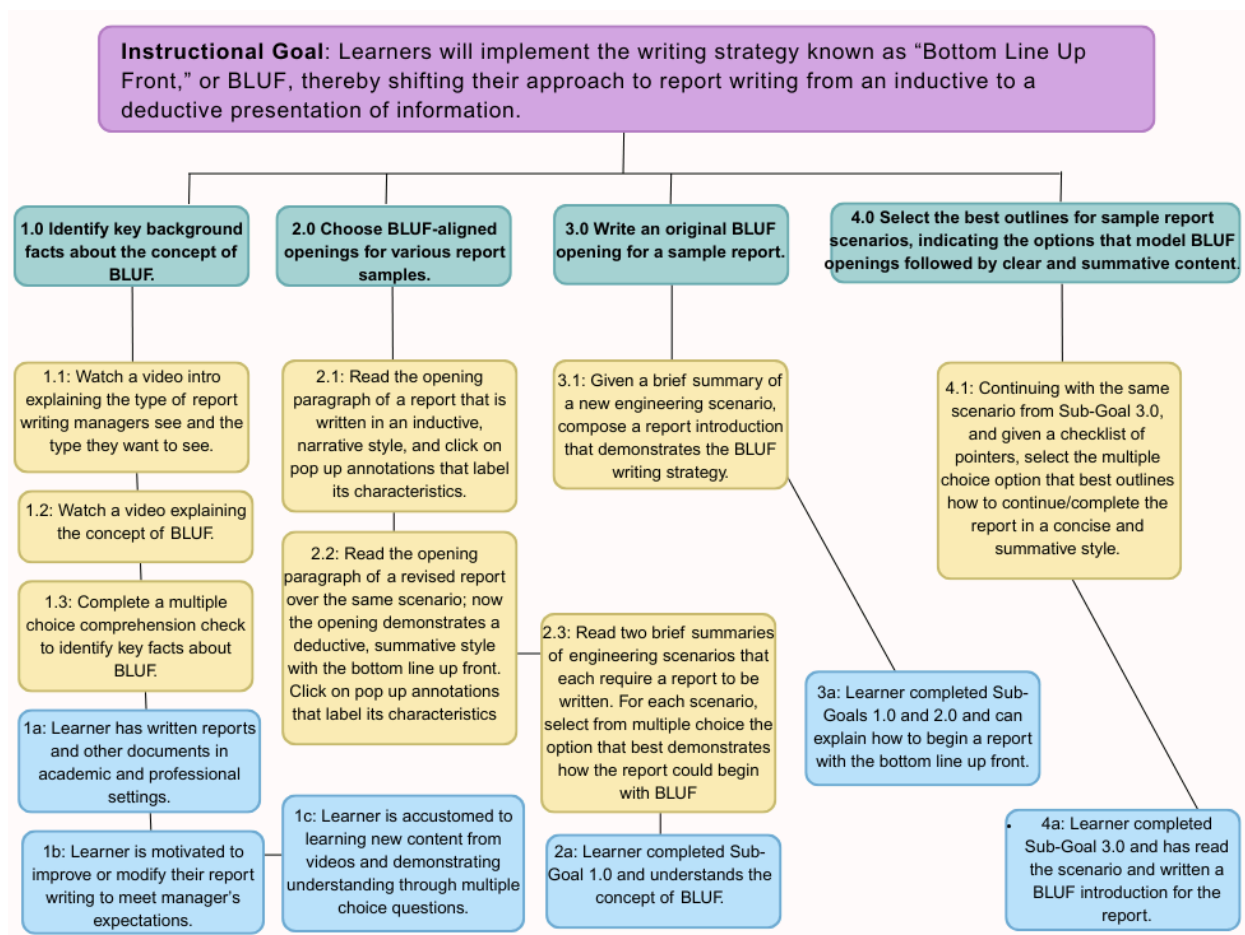 Instructional Goal: Learners will implement the writing strategy known as “Bottom Line Up
Front,” or BLUF, thereby shifting their approach to report writing from an inductive to a
deductive presentation of information.
1.0 Identify key background
facts about the concept of
BLUF.
2.0 Choose BLUF-aligned
openings for various report
samples.
3.0 Write an original BLUF
opening for a sample report.
4.0 Select the best outlines for sample report
scenarios, indicating the options that model BLUF
openings followed by clear and summative content.
1.1: Watch a video intro
explaining the type of report
writing managers see and the
type they want to see.
1.2: Watch a video explaining
the concept of BLUF.
1.3: Complete a multiple
choice comprehension check
to identify key facts about
BLUF.
1a: Learner has written reports
and other documents in
academic and professional
settings.
1b: Learner is motivated to
improve or modify their report
writing to meet manager’s
expectations.
1c: Learner is accustomed to
learning new content from
videos and demonstrating
understanding through multiple
choice questions.
2.1: Read the opening
paragraph of a report that is
written in an inductive,
narrative style, and click on
pop up annotations that label
its characteristics.
2.2: Read the opening
paragraph of a revised report
over the same scenario; now
the opening demonstrates a
deductive, summative style
with the bottom line up front.
Click on pop up annotations
that label its characteristics
2.3: Read two brief summaries
of engineering scenarios that
each require a report to be
written. For each scenario,
select from multiple choice the
option that best demonstrates
how the report could begin
with BLUF
2a: Learner completed Sub-
Goal 1.0 and understands the
concept of BLUF.
3.1: Given a brief summary of
a new engineering scenario,
compose a report introduction
that demonstrates the BLUF
writing strategy.
3a: Learner completed Sub-
Goals 1.0 and 2.0 and can
explain how to begin a report
with the bottom line up front.
4.1: Continuing with the same
scenario from Sub-Goal 3.0,
and given a checklist of
pointers, select the multiple
choice option that best outlines
how to continue/complete the
report in a concise and
summative style.
• 4a: Learner completed
Sub-Goal 3.0 and has read
the scenario and written a
BLUF introduction for the
report.